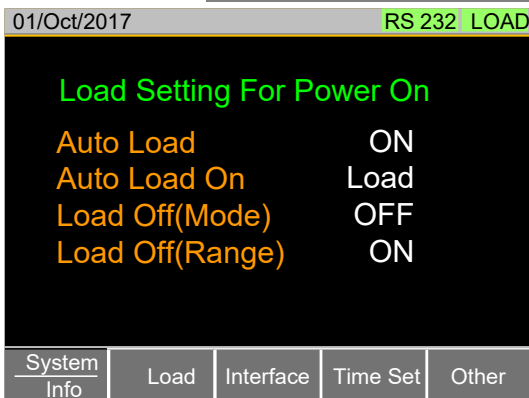 01/Oct/2017 RS 232 LOAD
Load Setting For Power On
Auto Load ON
Auto Load On Load
Load Off(Mode) OFF
Load Off(Range) ON
System Info Load Interface Time Set Other